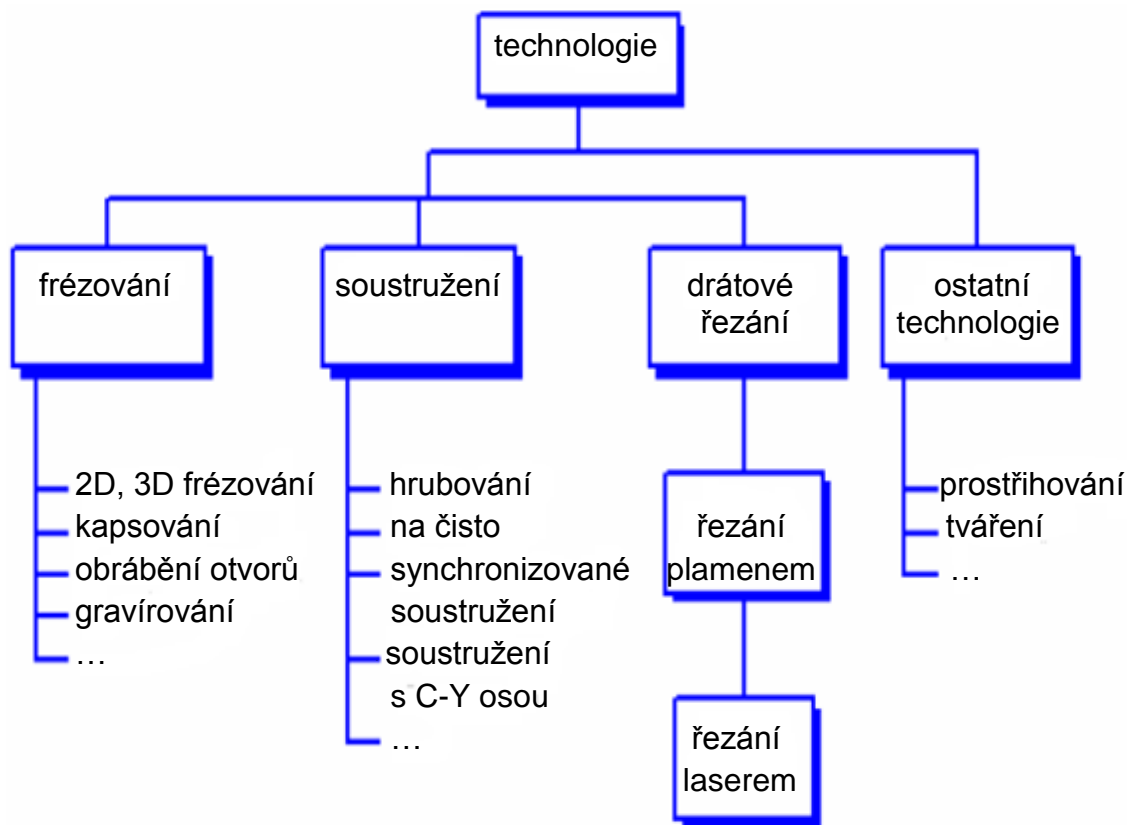 technologie
frézování
2D, 3D frézování
kapsování
obrábění otvorů
gravírování
…
soustružení
hrubování
na čisto
synchronizované
soustružení
soustružení
s C-Y osou
…
drátové
řezání
řezání
plamenem
řezání
laserem
ostatní
technologie
prostřihování
tváření
…